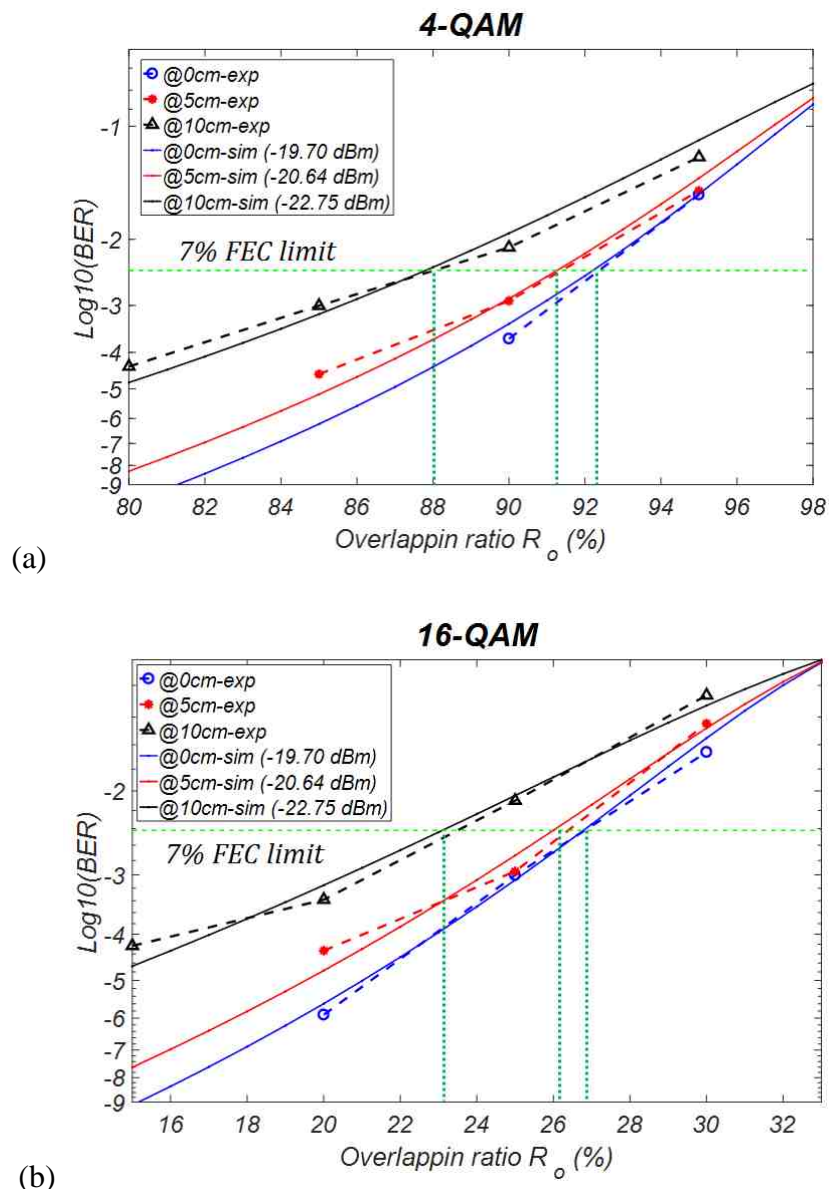 4-QAM
@0cm-exp
@5cm-exp
@10cm-exp
@0cm-sim (-19.70 dBm)
@5cm-sim (-20.64 dBm)
@10cm-sim (-22.75 dBm)
7% FEC limit
Log10(BER)
-1
-2
-3
-4
-5
-6
-7
-8
-9
80 82 84 86 88 90 92 94 96 98
Overlappin ratio R o (%)
(a)
16-QAM
@0cm-exp
@5cm-exp
@10cm-exp
@0cm-sim (-19.70 dBm)
@5cm-sim (-20.64 dBm)
@10cm-sim (-22.75 dBm)
7% FEC limit
Log10(BER)
-2
-3
-4
-5
-6
-7
-8
-9
16 18 20 22 24 26 28 30 32
Overlappin ratio R o (%)
(b)